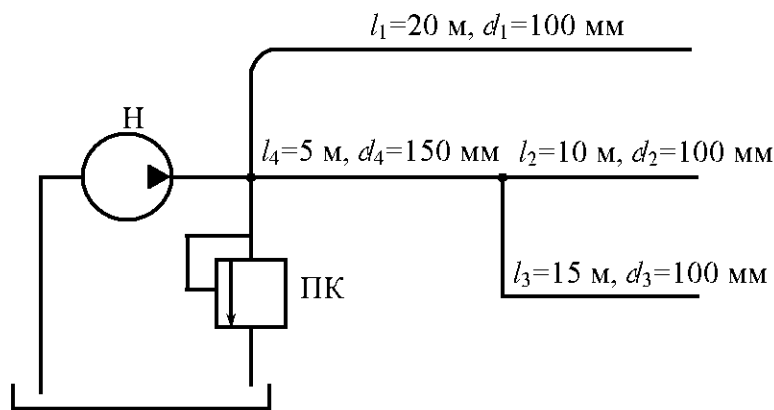 l₁=20 м, d₁=100 мм
Н
l₄=5 м, d₄=150 мм
l₂=10 м, d₂=100 мм
ПК
l₃=15 м, d₃=100 мм